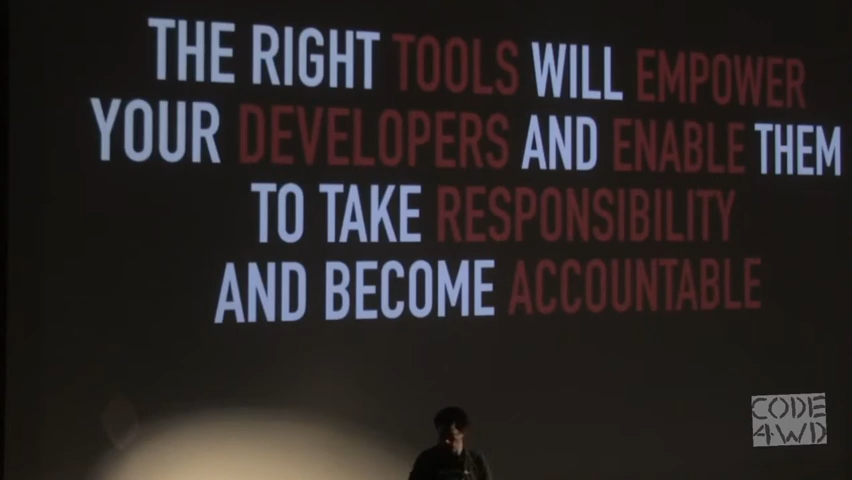 THE RIGHT TOOLS WILL EMPOWER
YOUR DEVELOPERS AND ENABLE THEM
TO TAKE RESPONSIBILITY
AND BECOME ACCOUNTABLE
CODE
4WD